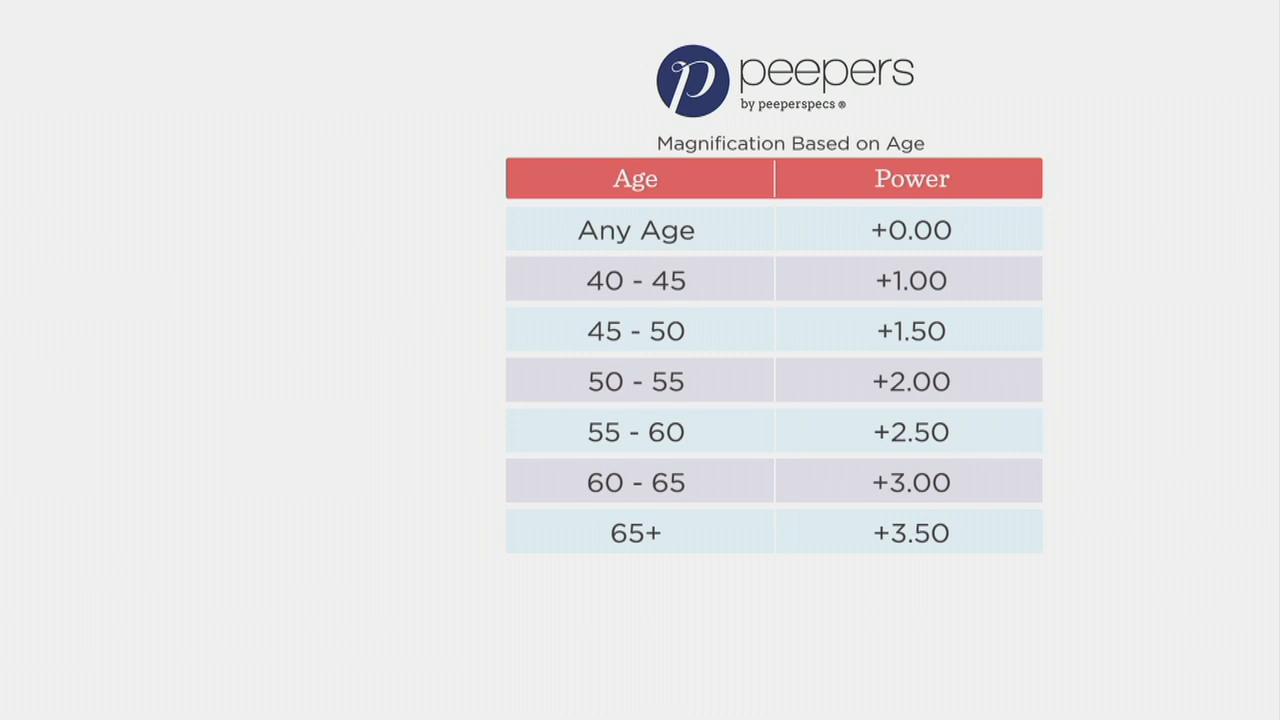 p peepers
by peeperspecs ®
Magnification Based on Age
Age Power
Any Age +0.00
40 - 45 +1.00
45 - 50 +1.50
50 - 55 +2.00
55 - 60 +2.50
60 - 65 +3.00
65+ +3.50